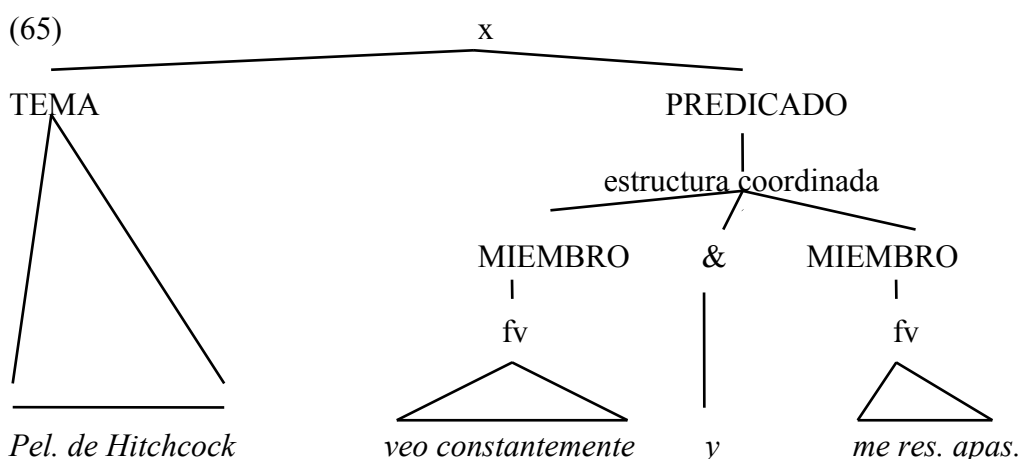 (65) x
TEMA PREDICADO
estructura coordinada
MIEMBRO & MIEMBRO
fv fv
Pel. de Hitchcock veo constantemente y me res. apas.